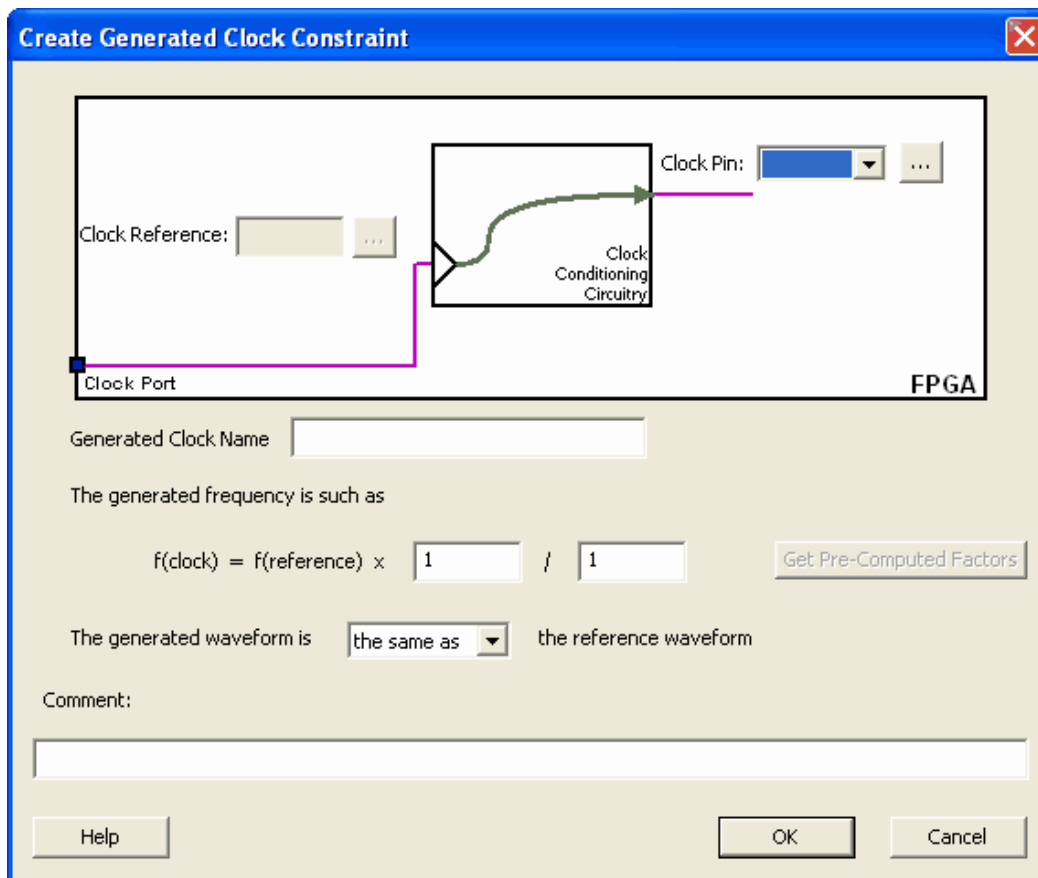 Create Generated Clock Constraint
Clock Pin:
...
Clock Reference:
...
Clock
Conditioning
Circuitry
Clock Port
FPGA
Generated Clock Name
The generated frequency is such as
f(clock) = f(reference) x 1 / 1
Get Pre-Computed Factors
The generated waveform is the same as the reference waveform
Comment:
Help
OK
Cancel